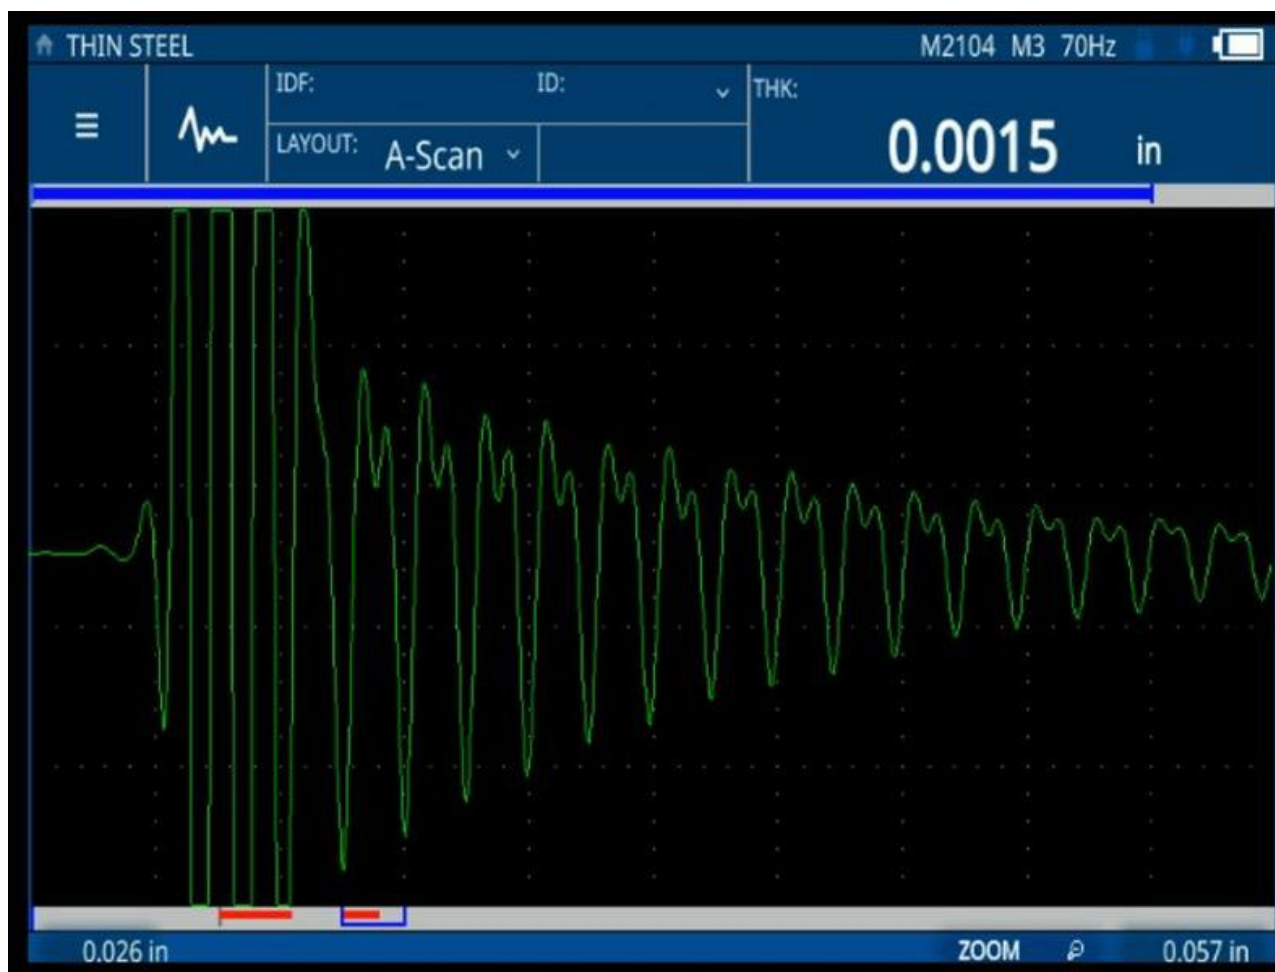 THIN STEEL M2104 M3 70Hz
IDF: ID: THK:
LAYOUT: A-Scan 0.0015 in
0.026 in ZOOM 0.057 in